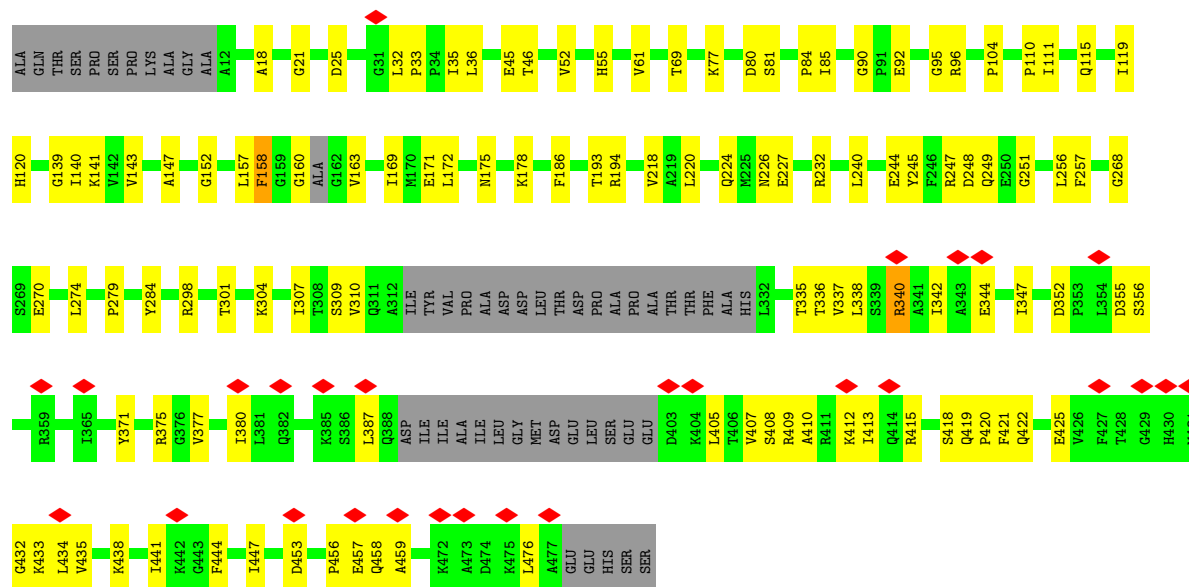 ALA GLN THR SER PRO SER PRO LYS ALA GLY ALA A12 A18 G21 D25 G31 L32 P33 P34 I35 L36 E45 T46 V52 H55 V61 T69 K77 D80 S81 P84 I85 G90 P91 E92 G95 R96 P104 P110 I111 Q115 I119
H120 G139 I140 K141 V142 V143 A147 G152 L157 F158 G159 G160 ALA G162 V163 I169 M170 E171 L172 N175 K178 F186 T193 R194 V218 A219 L220 Q224 M225 N226 E227 R232 L240 E244 Y245 F246 R247 D248 Q249 E250 G251 L256 F257 G268
S269 E270 L274 P279 Y284 R298 T301 K304 I307 T308 S309 V310 Q311 A312 ILE TYR VAL PRO ALA ASP ASP LEU THR ASP PRO ALA PRO ALA THR THR PHE ALA HIS L332 T335 T336 V337 L338 S339 R340 A341 I342 A343 E344 I347 D352 P353 L354 D355 S356
R359 I365 Y371 R375 G376 V377 I380 L381 Q382 K385 S386 L387 Q388 ASP ILE ILE ALA ILE LEU GLY MET ASP GLU LEU SER GLU GLU D403 K404 L405 T406 V407 S408 R409 A410 R411 K412 I413 Q414 R415 S418 Q419 P420 F421 Q422 E425 V426 F427 T428 G429 H430
G432 K433 L434 V435 K438 I441 K442 G443 F444 I447 D453 P456 E457 Q458 A459 K472 A473 D474 K475 L476 A477 GLU GLU HIS SER SER